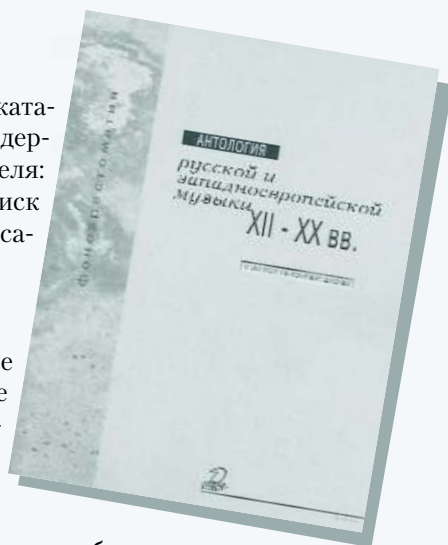 ката-
дер-
еля:
иск
са-
е
е
фонохрестоматия
АНТОЛОГИЯ
русской и
западноевропейской
музыки
XII - XX вв.